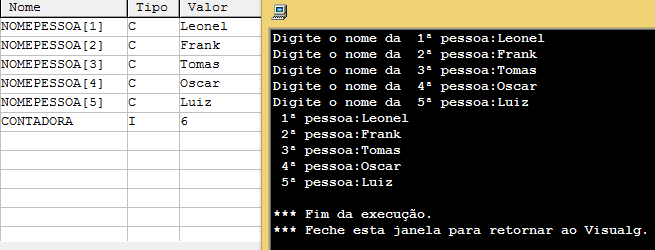 Nome Tipo Valor
NOMEPESSOA[1] C Leonel
NOMEPESSOA[2] C Frank
NOMEPESSOA[3] C Tomas
NOMEPESSOA[4] C Oscar
NOMEPESSOA[5] C Luiz
CONTADORA I 6
Digite o nome da  1ª pessoa:Leonel
Digite o nome da  2ª pessoa:Frank
Digite o nome da  3ª pessoa:Tomas
Digite o nome da  4ª pessoa:Oscar
Digite o nome da  5ª pessoa:Luiz
1ª pessoa:Leonel
2ª pessoa:Frank
3ª pessoa:Tomas
4ª pessoa:Oscar
5ª pessoa:Luiz
*** Fim da execução.
*** Feche esta janela para retornar ao Visualg.